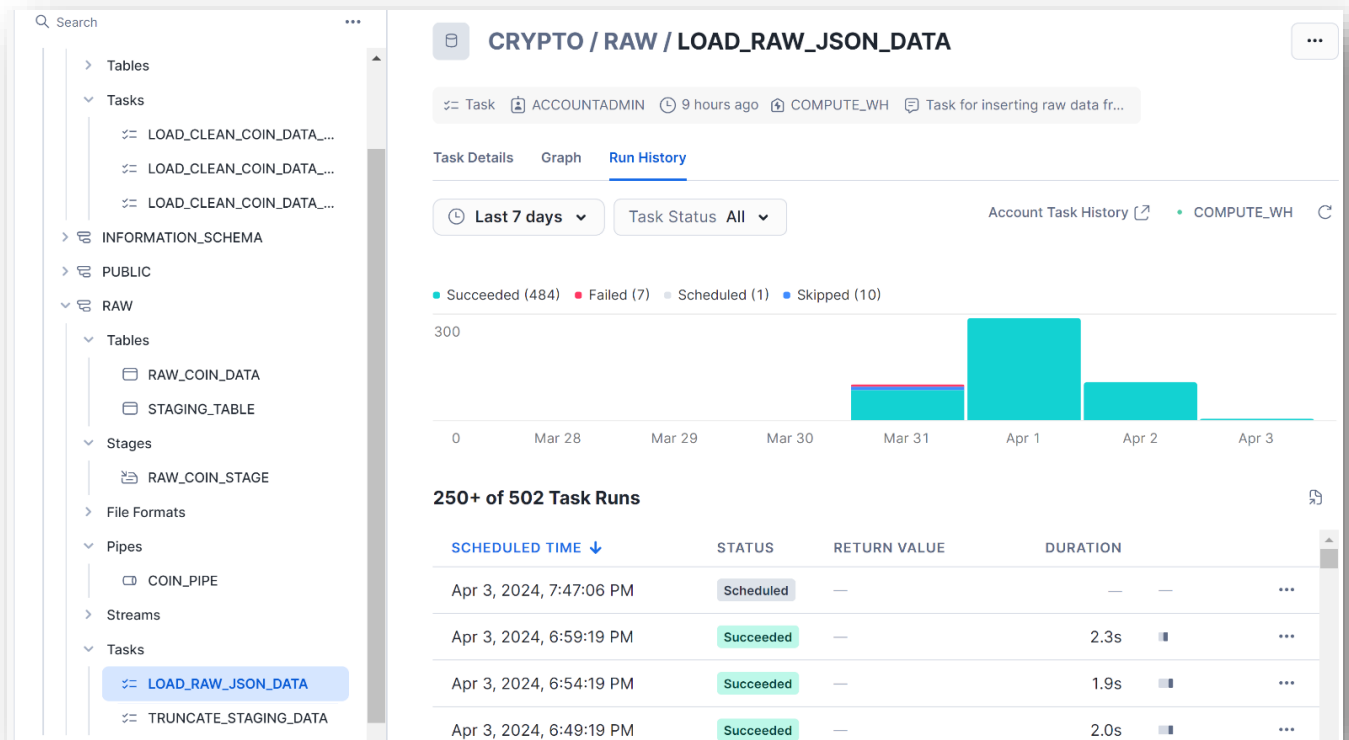 Search
Tables
Tasks
LOAD_CLEAN_COIN_DATA_...
LOAD_CLEAN_COIN_DATA_...
LOAD_CLEAN_COIN_DATA_...
INFORMATION_SCHEMA
PUBLIC
RAW
Tables
RAW_COIN_DATA
STAGING_TABLE
Stages
RAW_COIN_STAGE
File Formats
Pipes
COIN_PIPE
Streams
Tasks
LOAD_RAW_JSON_DATA
TRUNCATE_STAGING_DATA
CRYPTO / RAW / LOAD_RAW_JSON_DATA
Task ACCOUNTADMIN 9 hours ago COMPUTE_WH Task for inserting raw data fr...
Task Details Graph Run History
Last 7 days Task Status All Account Task History COMPUTE_WH
Succeeded (484) Failed (7) Scheduled (1) Skipped (10)
300
0 Mar 28 Mar 29 Mar 30 Mar 31 Apr 1 Apr 2 Apr 3
250+ of 502 Task Runs
SCHEDULED TIME STATUS RETURN VALUE DURATION
Apr 3, 2024, 7:47:06 PM Scheduled — — —
Apr 3, 2024, 6:59:19 PM Succeeded — 2.3s
Apr 3, 2024, 6:54:19 PM Succeeded — 1.9s
Apr 3, 2024, 6:49:19 PM Succeeded — 2.0s